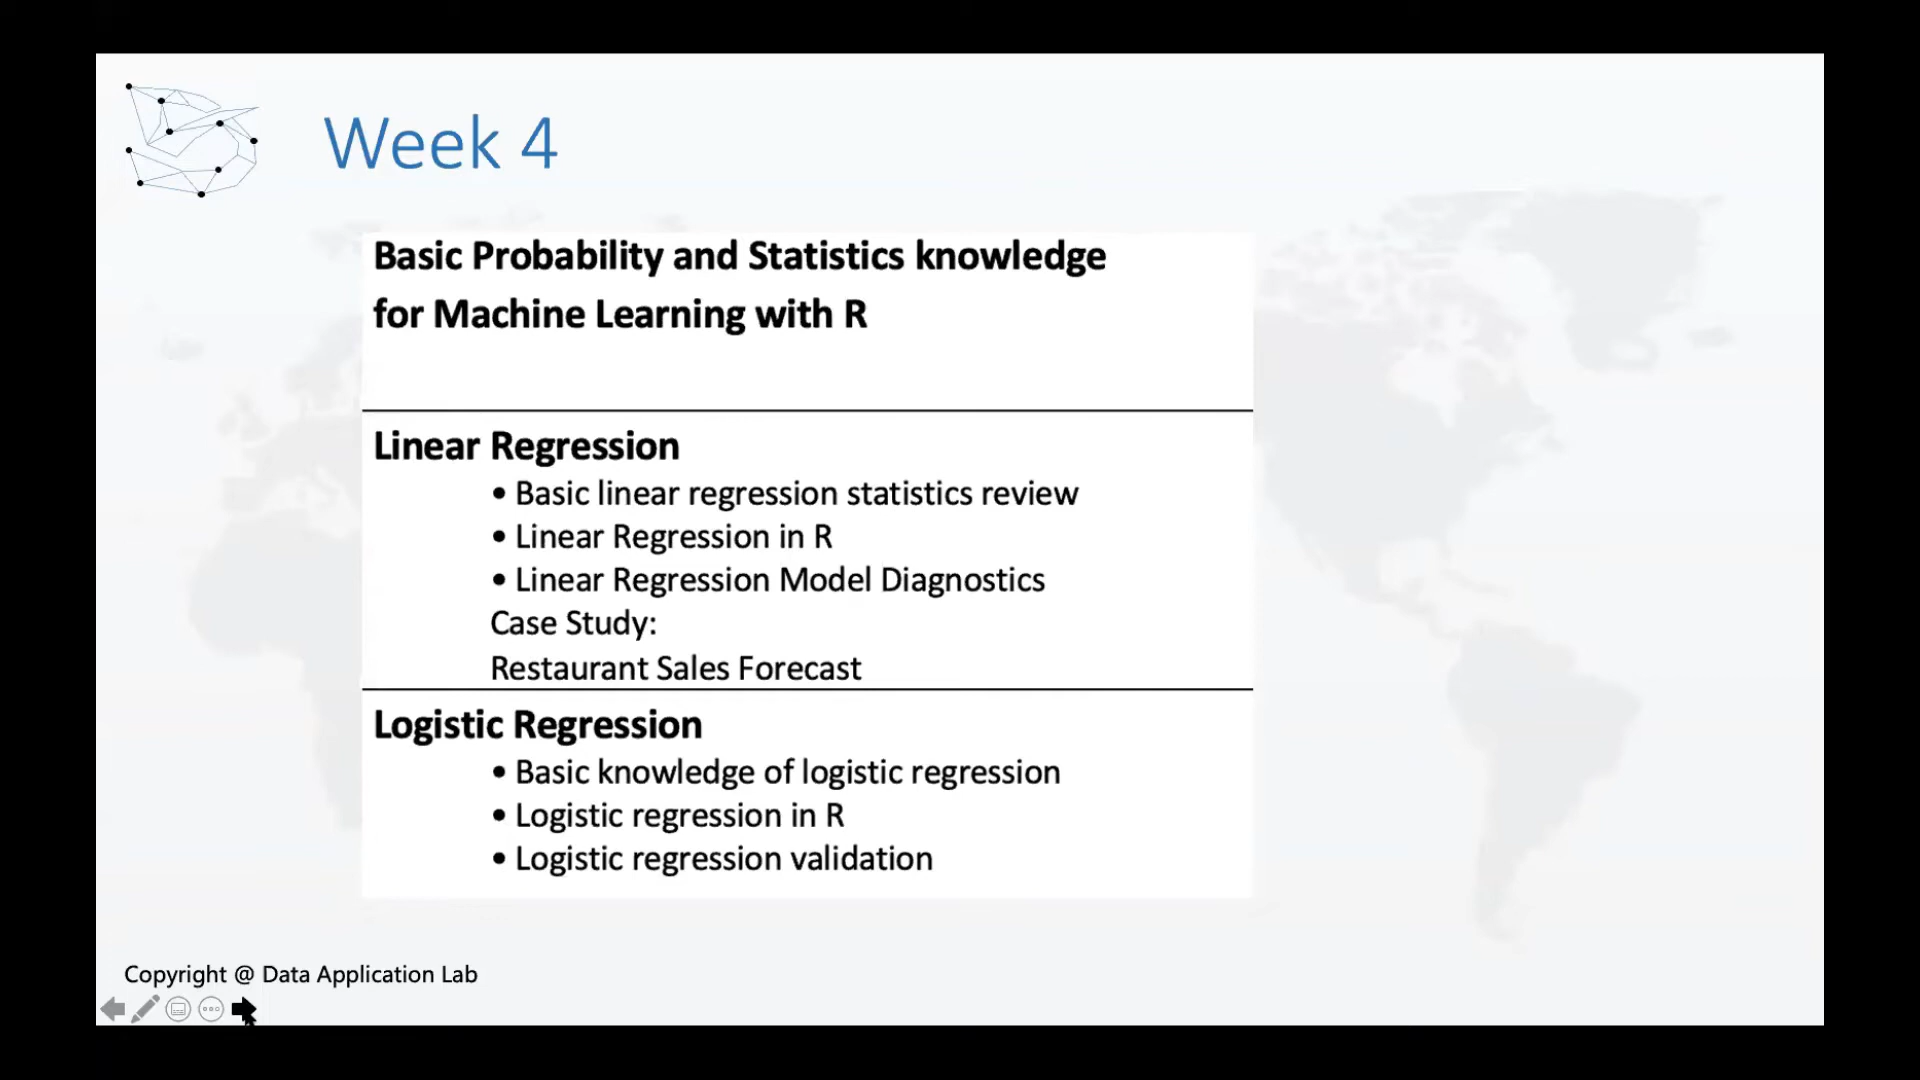 Week 4
Basic Probability and Statistics knowledge
for Machine Learning with R
Linear Regression
• Basic linear regression statistics review
• Linear Regression in R
• Linear Regression Model Diagnostics
Case Study:
Restaurant Sales Forecast
Logistic Regression
• Basic knowledge of logistic regression
• Logistic regression in R
• Logistic regression validation
Copyright @ Data Application Lab